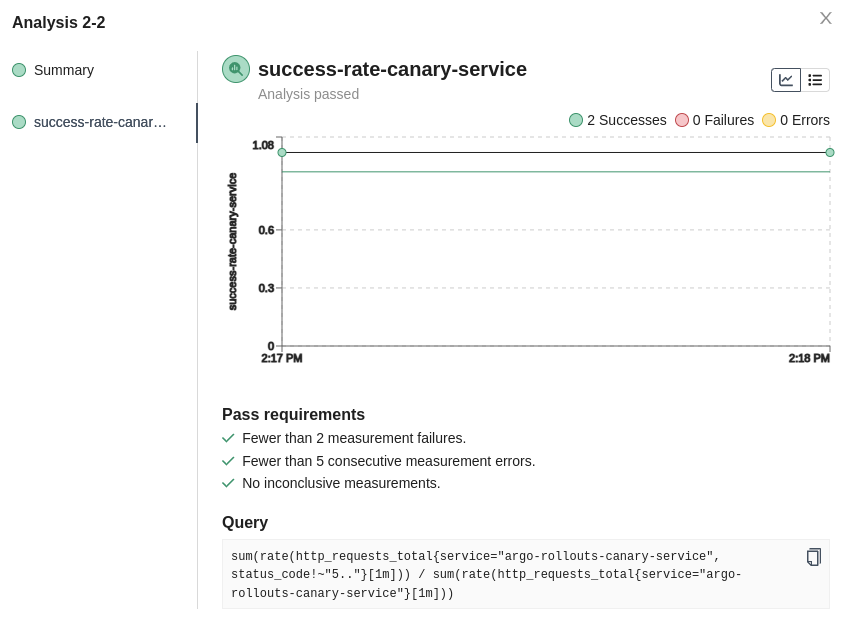 Analysis 2-2
X
Summary
success-rate-canar...
success-rate-canary-service
Analysis passed
2 Successes
0 Failures
0 Errors
success-rate-canary-service
1.08
0.6
0.3
0
2:17 PM
2:18 PM
Pass requirements
Fewer than 2 measurement failures.
Fewer than 5 consecutive measurement errors.
No inconclusive measurements.
Query
sum(rate(http_requests_total{service="argo-rollouts-canary-service",
status_code!~"5.."}[1m])) / sum(rate(http_requests_total{service="argo-
rollouts-canary-service"}[1m]))